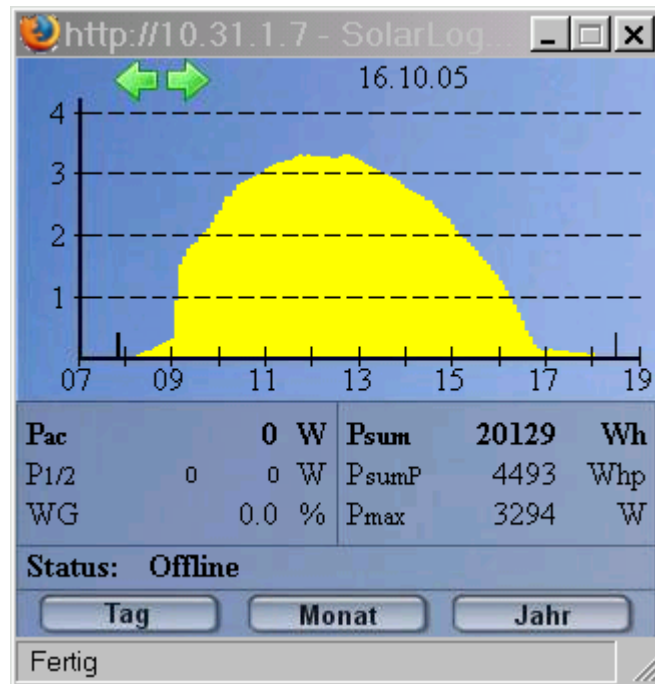 http://10.31.1.7 - SolarLog...
16.10.05
4
3
2
1
07 09 11 13 15 17 19
Pac 0 W Psum 20129 Wh
P1/2 0 0 W PsumP 4493 Whp
WG 0.0 % Pmax 3294 W
Status: Offline
Tag Monat Jahr
Fertig